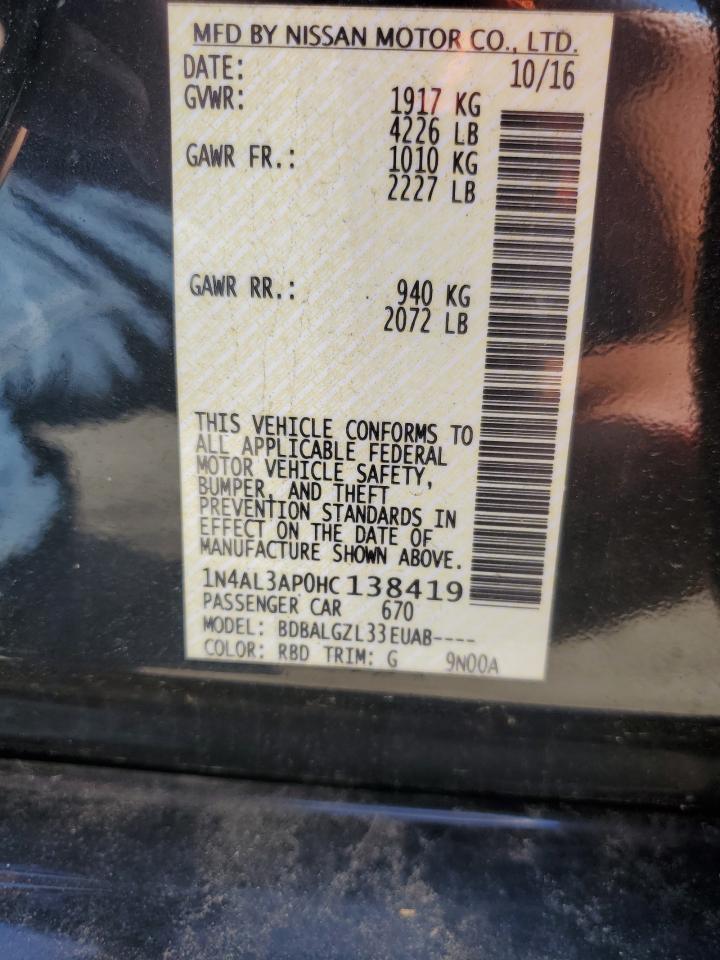 MFD BY NISSAN MOTOR CO., LTD.
DATE: 10/16
GVWR: 1917 KG
4226 LB
GAWR FR.: 1010 KG
2227 LB
GAWR RR.: 940 KG
2072 LB
THIS VEHICLE CONFORMS TO
ALL APPLICABLE FEDERAL
MOTOR VEHICLE SAFETY,
BUMPER, AND THEFT
PREVENTION STANDARDS IN
EFFECT ON THE DATE OF
MANUFACTURE SHOWN ABOVE.
1N4AL3AP0HC138419
PASSENGER CAR 670
MODEL: BDBALGZL33EUAB----
COLOR: RBD TRIM: G 9N00A